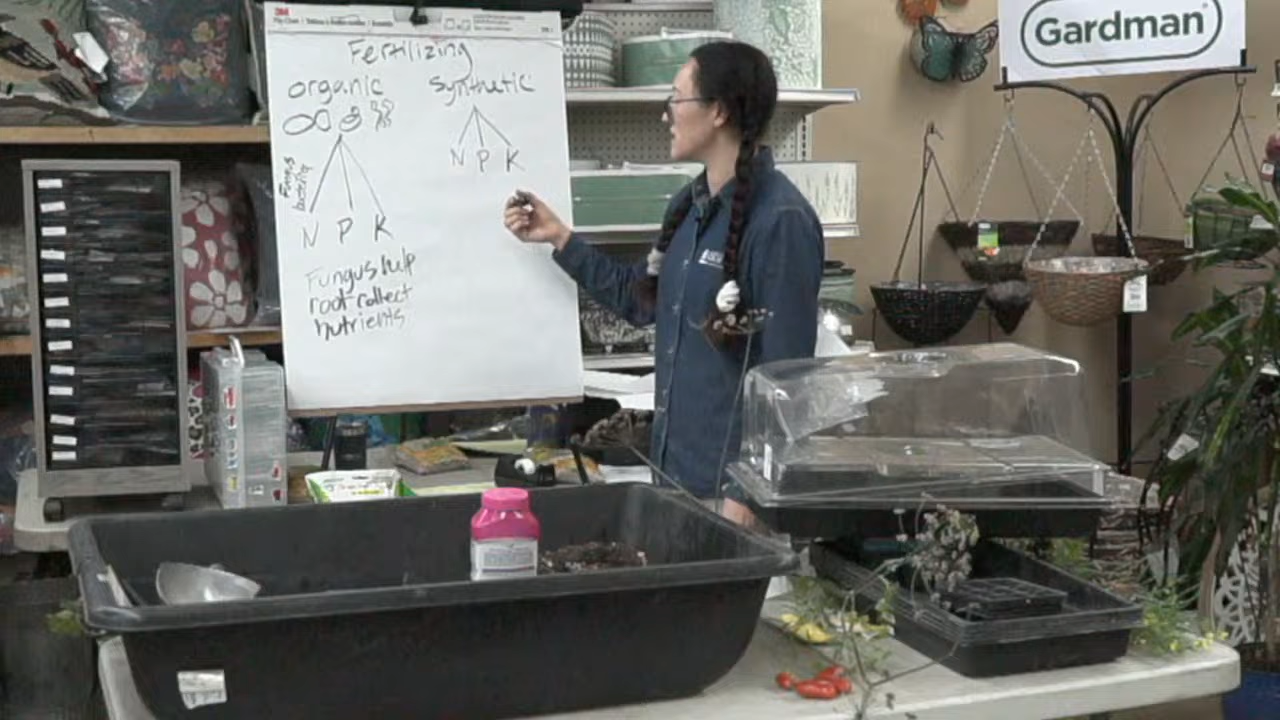 3M
Fertilizing
organic
synthetic
Fungus
bacteria
N P K
N P K
Fungus help
root collect
nutrients
Gardman